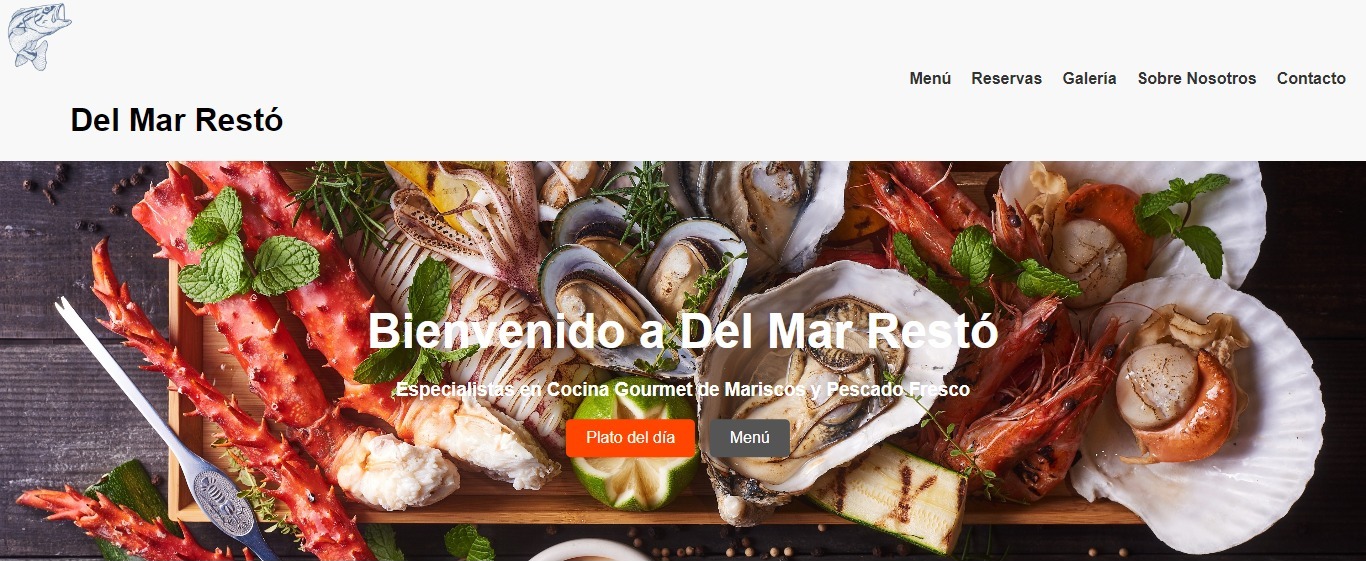 Menú Reservas Galería Sobre Nosotros Contacto
Del Mar Restó
Bienvenido a Del Mar Restó
Especialistas en Cocina Gourmet de Mariscos y Pescado Fresco
Plato del día Menú